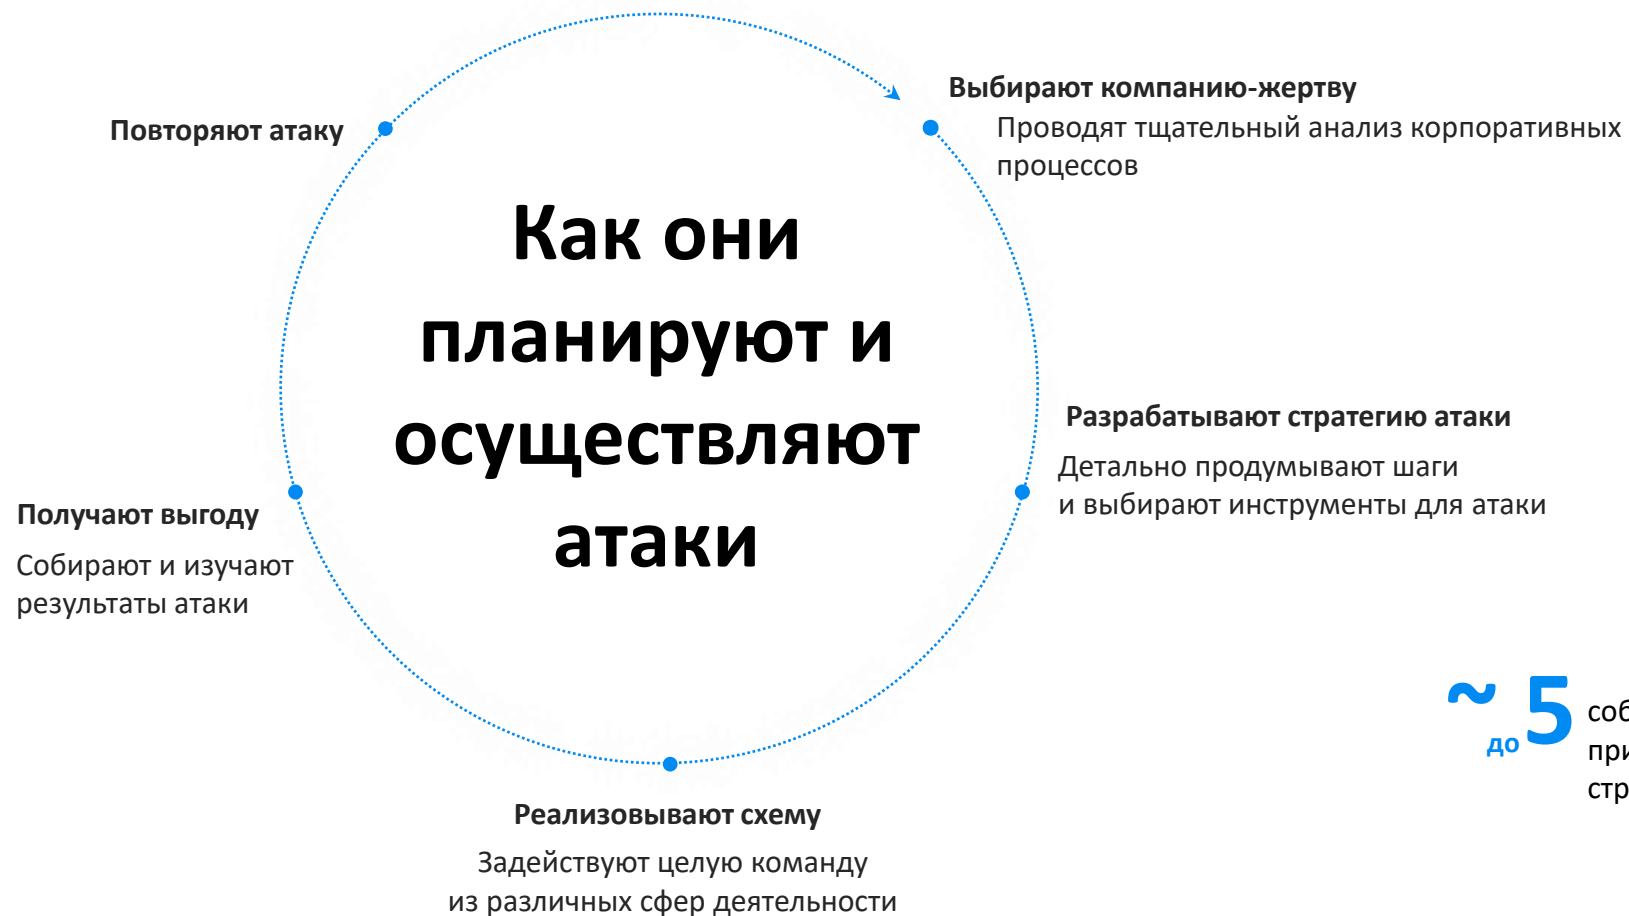 Как они
планируют и
осуществляют
атаки
Выбирают компанию-жертву
Проводят тщательный анализ корпоративных
процессов
Разрабатывают стратегию атаки
Детально продумывают шаги
и выбирают инструменты для атаки
Реализовывают схему
Задействуют целую команду
из различных сфер деятельности
Получают выгоду
Собирают и изучают
результаты атаки
Повторяют атаку
~ до 5